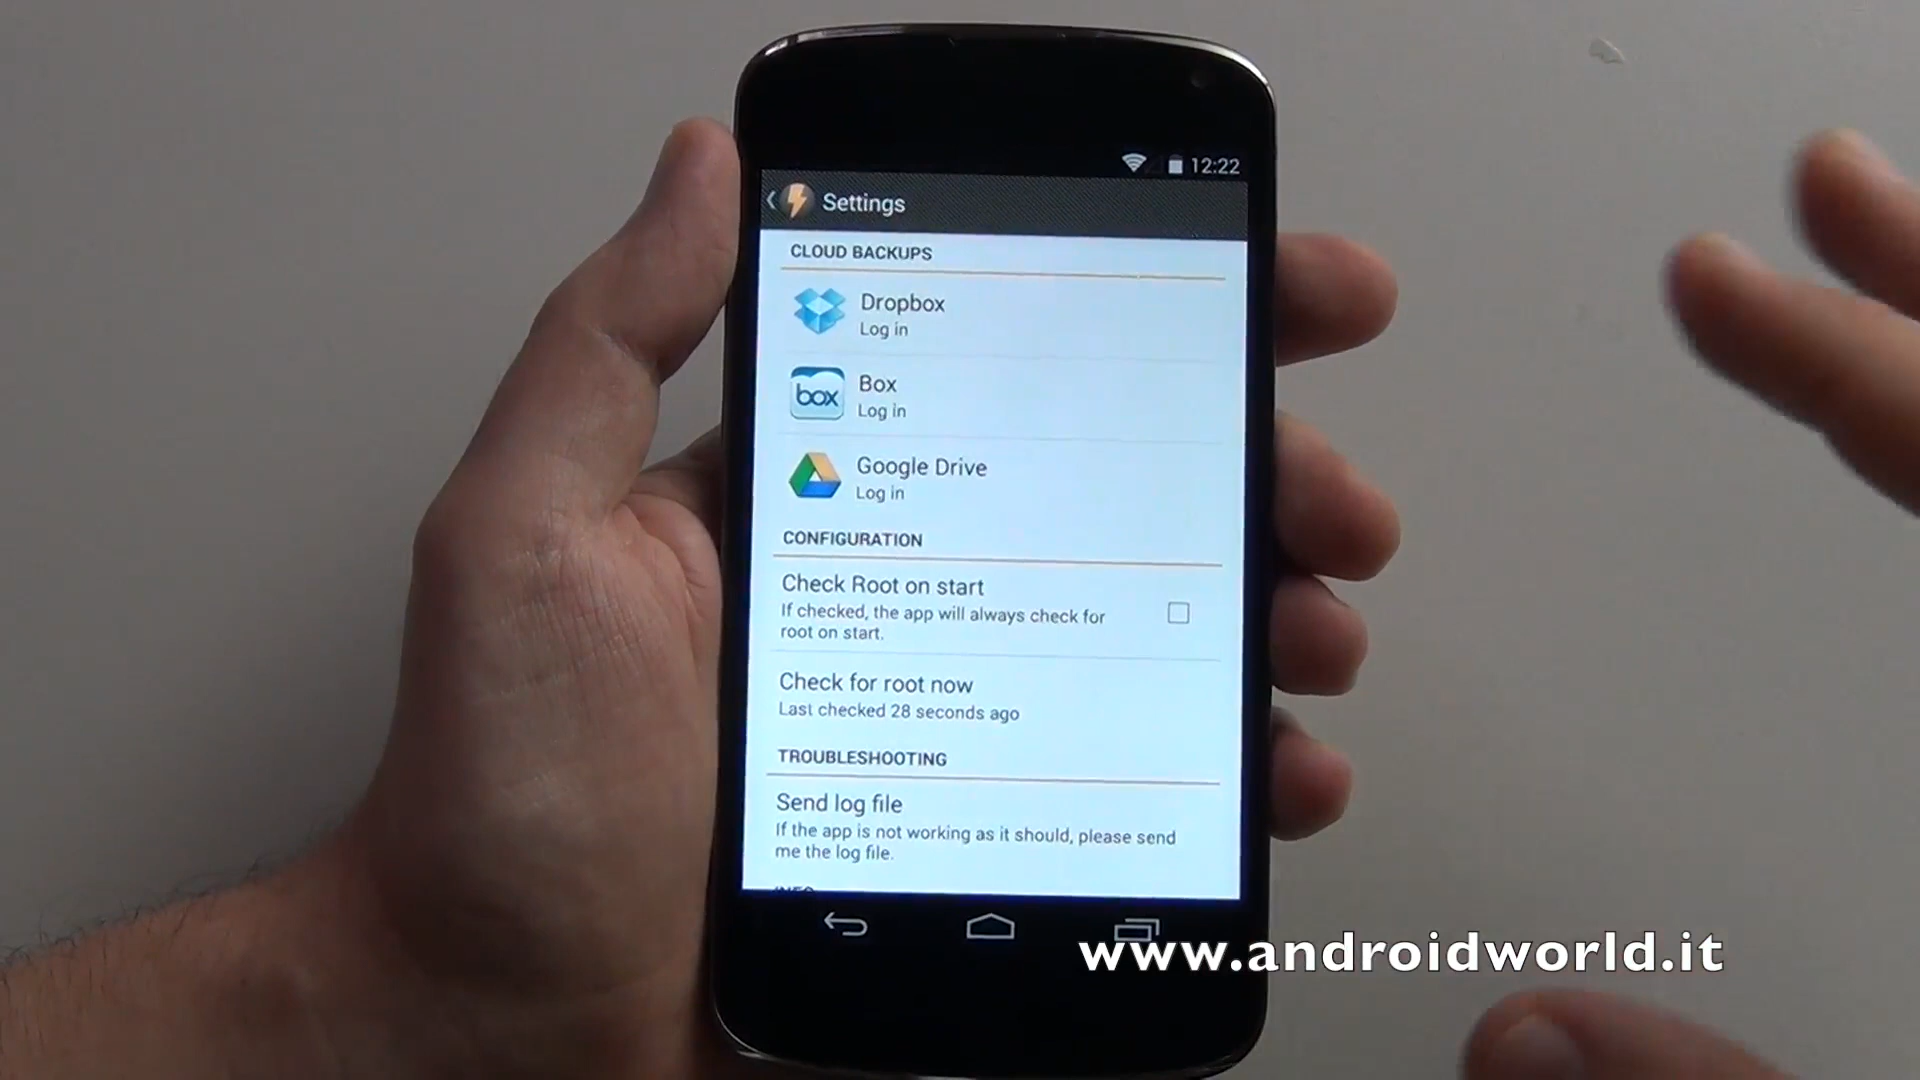 12:22
Settings
CLOUD BACKUPS
Dropbox
Log in
box
Box
Log in
Google Drive
Log in
CONFIGURATION
Check Root on start
If checked, the app will always check for
root on start.
Check for root now
Last checked 28 seconds ago
TROUBLESHOOTING
Send log file
If the app is not working as it should, please send
me the log file.
www.androidworld.it